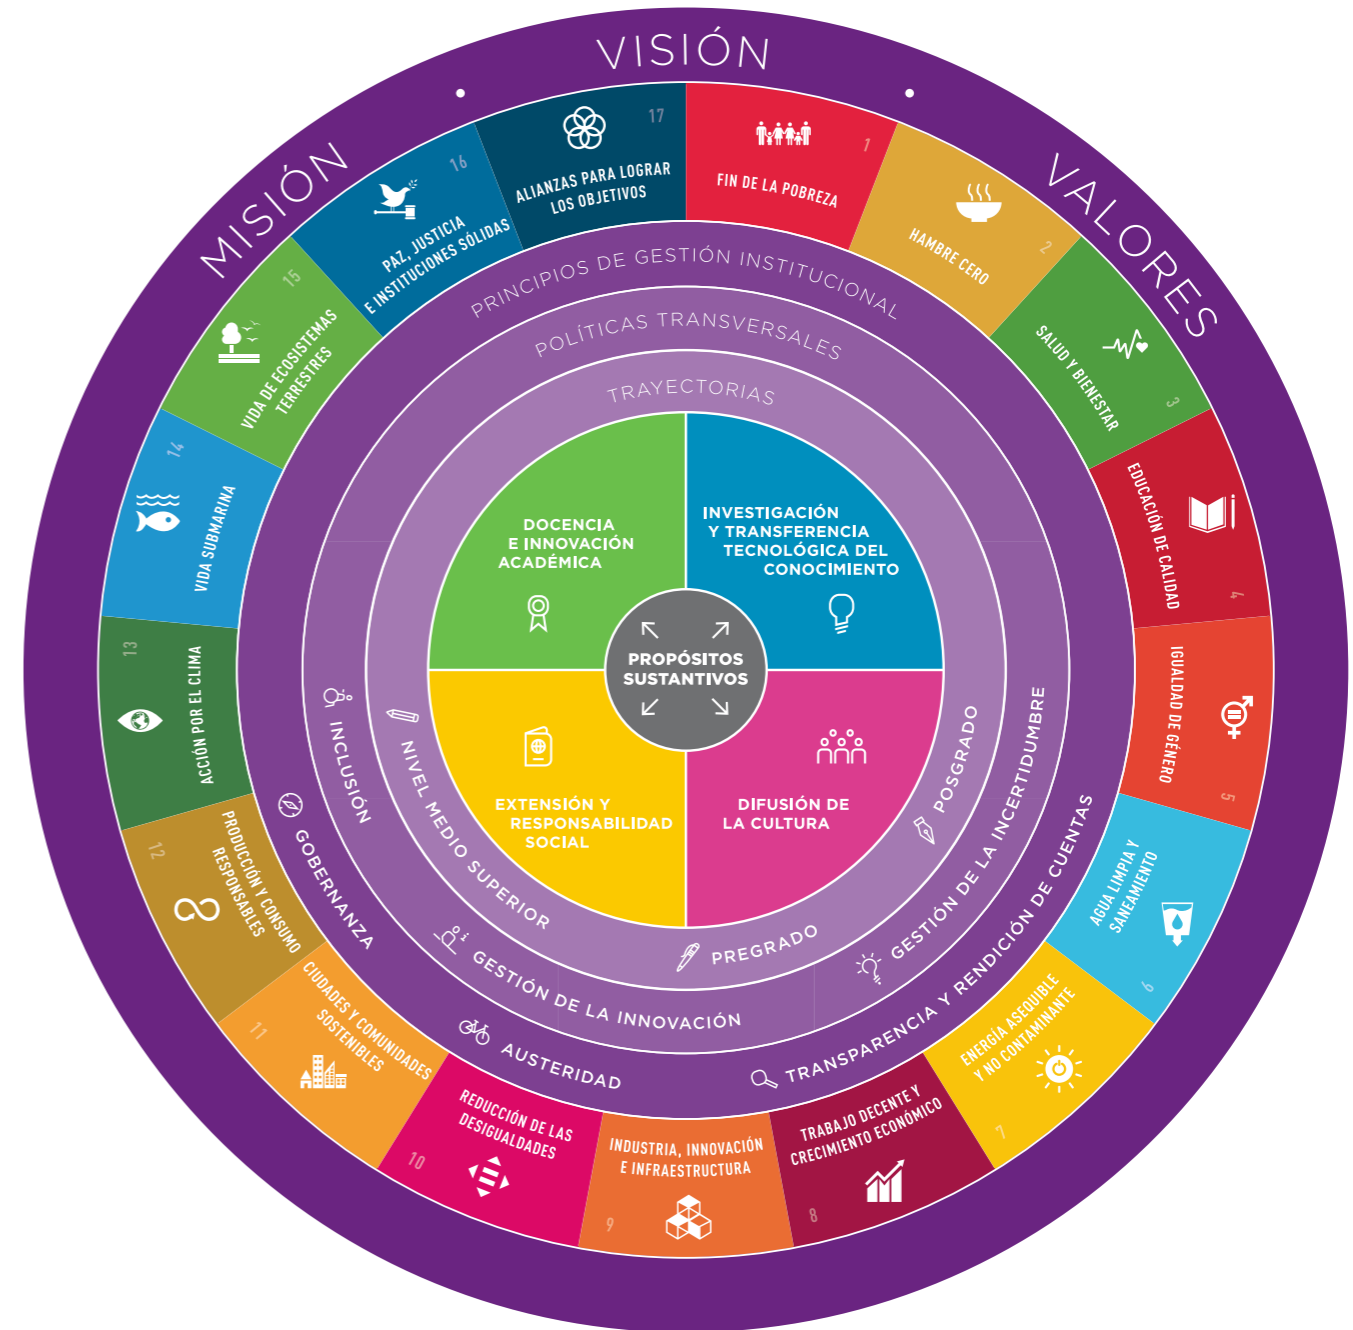 VISIÓN
MISIÓN
VALORES
1
FIN DE LA POBREZA
2
HAMBRE CERO
3
SALUD Y BIENESTAR
4
EDUCACIÓN DE CALIDAD
5
IGUALDAD DE GÉNERO
6
AGUA LIMPIA Y
SANEAMIENTO
7
ENERGÍA ASEQUIBLE
Y NO CONTAMINANTE
8
TRABAJO DECENTE Y
CRECIMIENTO ECONÓMICO
9
INDUSTRIA, INNOVACIÓN
E INFRAESTRUCTURA
10
REDUCCIÓN DE LAS
DESIGUALDADES
11
CIUDADES Y COMUNIDADES
SOSTENIBLES
12
PRODUCCIÓN Y CONSUMO
RESPONSABLES
13
ACCIÓN POR EL CLIMA
14
VIDA SUBMARINA
15
VIDA DE ECOSISTEMAS
TERRESTRES
16
PAZ, JUSTICIA
E INSTITUCIONES SÓLIDAS
17
ALIANZAS PARA LOGRAR
LOS OBJETIVOS
PRINCIPIOS DE GESTIÓN INSTITUCIONAL
GOBERNANZA
AUSTERIDAD
TRANSPARENCIA Y RENDICIÓN DE CUENTAS
POLÍTICAS TRANSVERSALES
INCLUSIÓN
GESTIÓN DE LA INNOVACIÓN
GESTIÓN DE LA INCERTIDUMBRE
TRAYECTORIAS
NIVEL MEDIO SUPERIOR
PREGRADO
POSGRADO
DOCENCIA
E INNOVACIÓN
ACADÉMICA
INVESTIGACIÓN
Y TRANSFERENCIA
TECNOLÓGICA DEL
CONOCIMIENTO
PROPÓSITOS
SUSTANTIVOS
EXTENSIÓN Y
RESPONSABILIDAD
SOCIAL
DIFUSIÓN DE
LA CULTURA